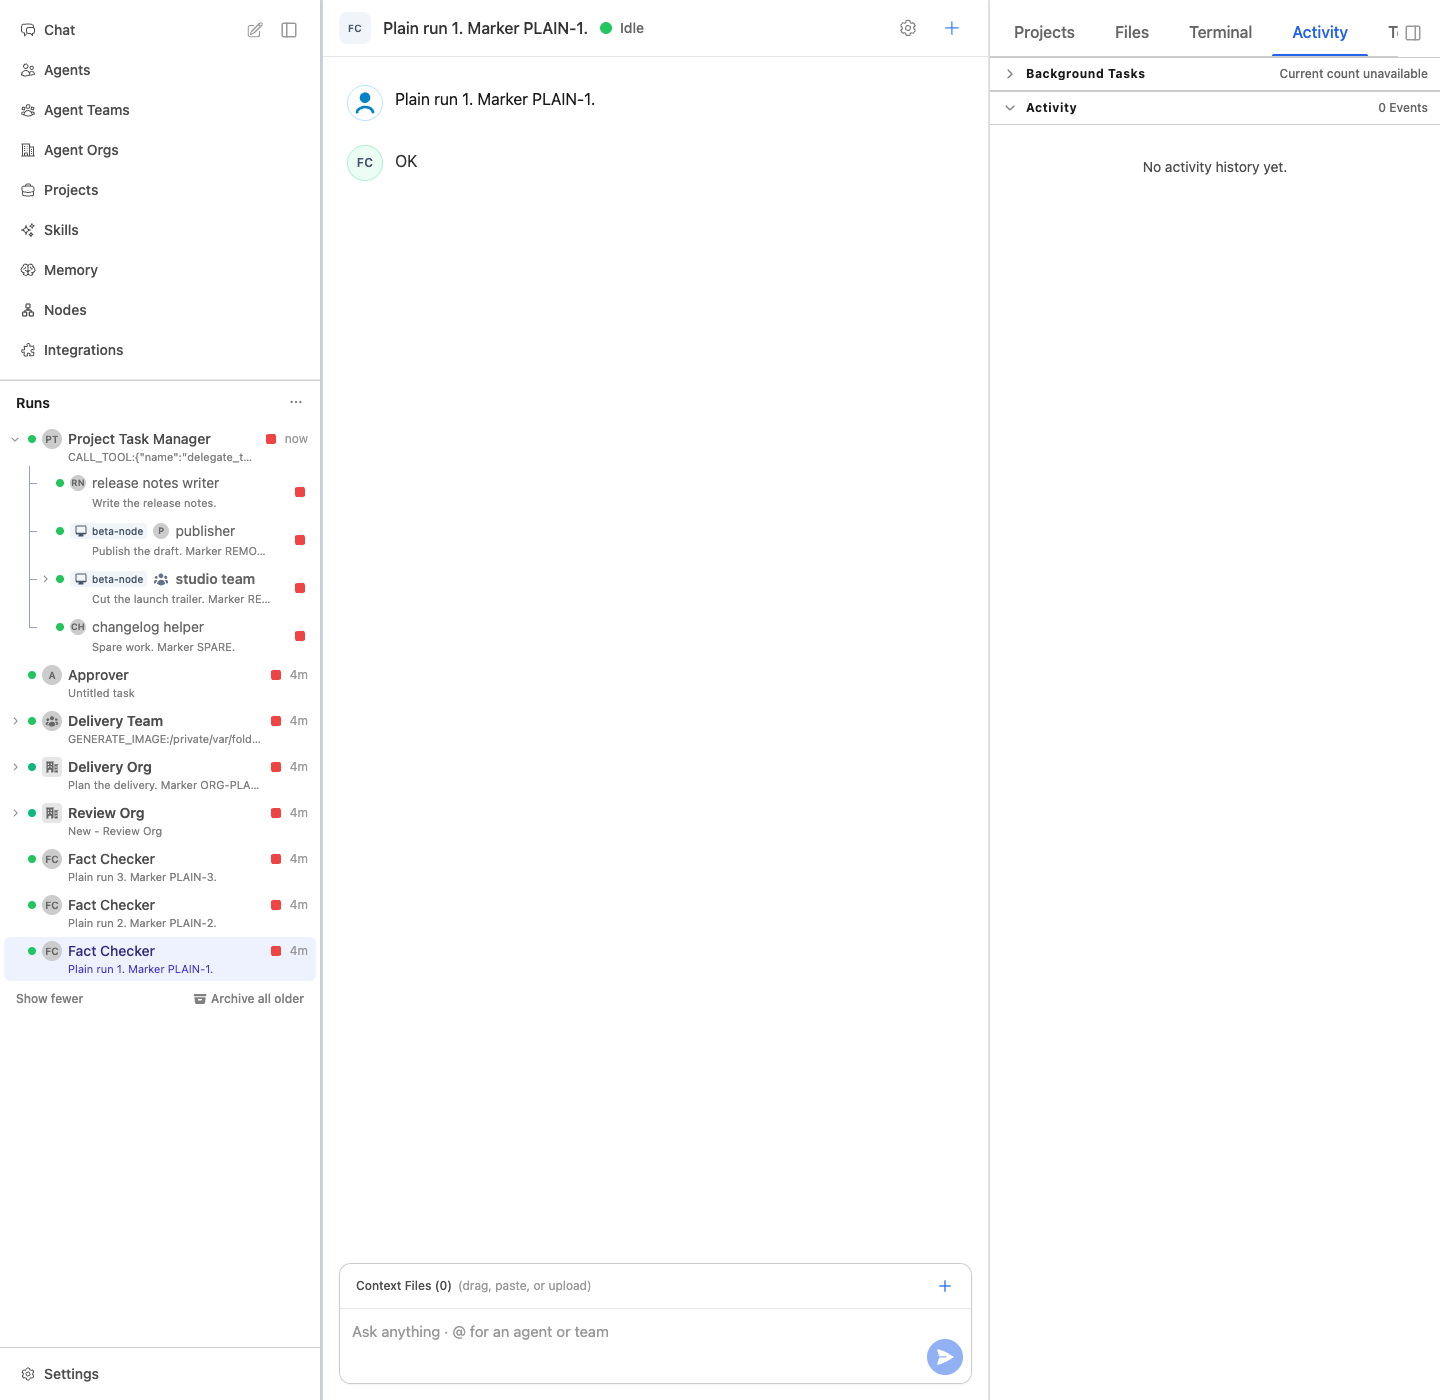 Chat
Agents
Agent Teams
Agent Orgs
Projects
Skills
Memory
Nodes
Integrations
Runs
PT Project Task Manager now
CALL_TOOL:{"name":"delegate_t...
RN release notes writer
Write the release notes.
beta-node P publisher
Publish the draft. Marker REMO...
beta-node studio team
Cut the launch trailer. Marker RE...
CH changelog helper
Spare work. Marker SPARE.
A Approver 4m
Untitled task
Delivery Team 4m
GENERATE_IMAGE:/private/var/fold...
Delivery Org 4m
Plan the delivery. Marker ORG-PLA...
Review Org 4m
New - Review Org
FC Fact Checker 4m
Plain run 3. Marker PLAIN-3.
FC Fact Checker 4m
Plain run 2. Marker PLAIN-2.
FC Fact Checker 4m
Plain run 1. Marker PLAIN-1.
Show fewer Archive all older
Settings
FC Plain run 1. Marker PLAIN-1. Idle
Plain run 1. Marker PLAIN-1.
FC OK
Context Files (0) (drag, paste, or upload)
Ask anything · @ for an agent or team
Projects Files Terminal Activity
Background Tasks Current count unavailable
Activity 0 Events
No activity history yet.